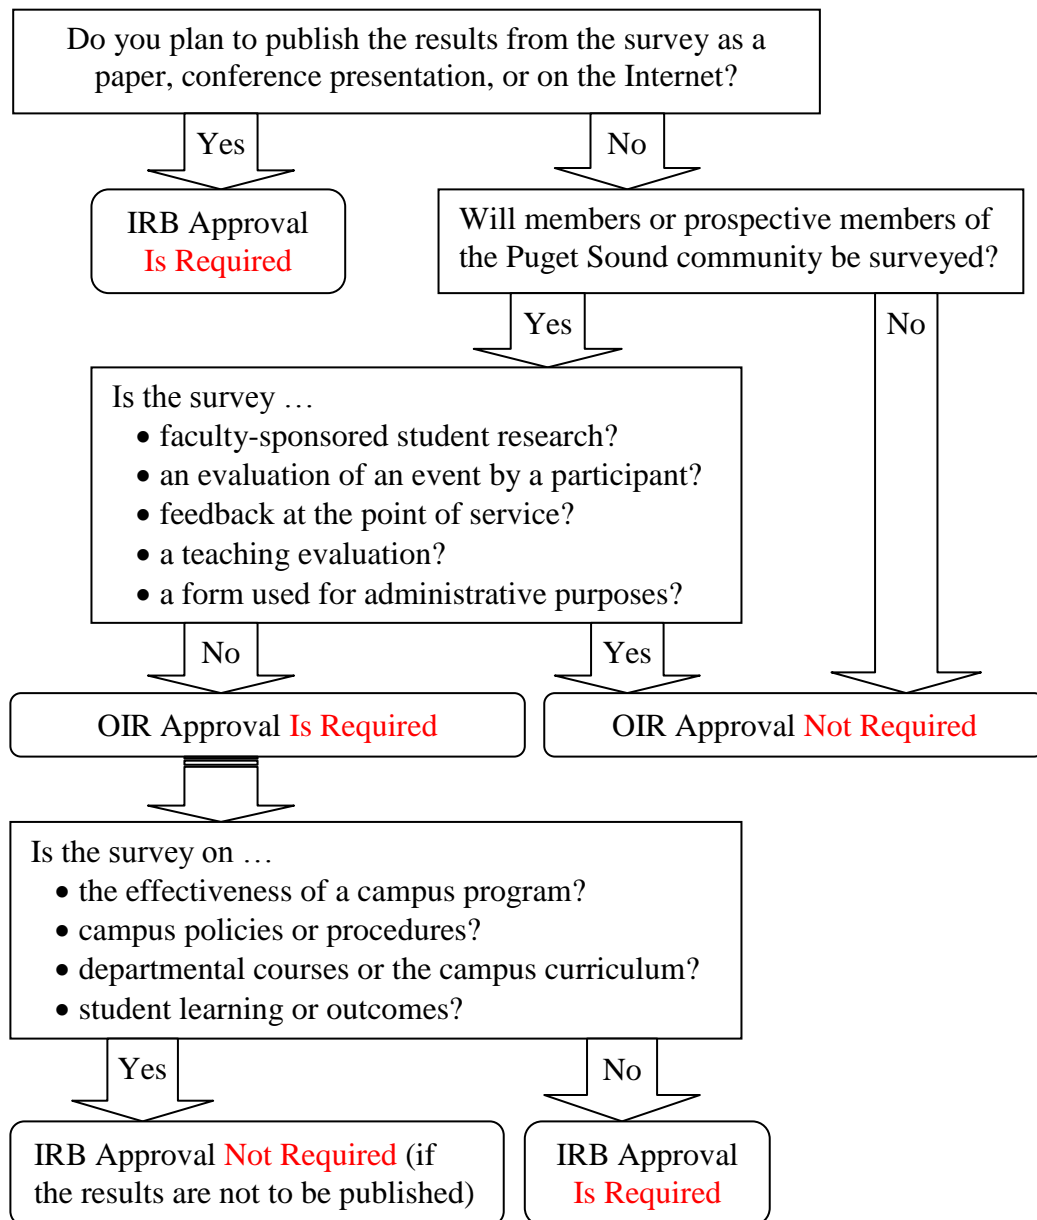 Do you plan to publish the results from the survey as a
paper, conference presentation, or on the Internet?
Yes
No
IRB Approval
Is Required
Will members or prospective members of
the Puget Sound community be surveyed?
Yes
No
Is the survey …
• faculty-sponsored student research?
• an evaluation of an event by a participant?
• feedback at the point of service?
• a teaching evaluation?
• a form used for administrative purposes?
No
Yes
OIR Approval Is Required
OIR Approval Not Required
Is the survey on …
• the effectiveness of a campus program?
• campus policies or procedures?
• departmental courses or the campus curriculum?
• student learning or outcomes?
Yes
No
IRB Approval Not Required (if
the results are not to be published)
IRB Approval
Is Required